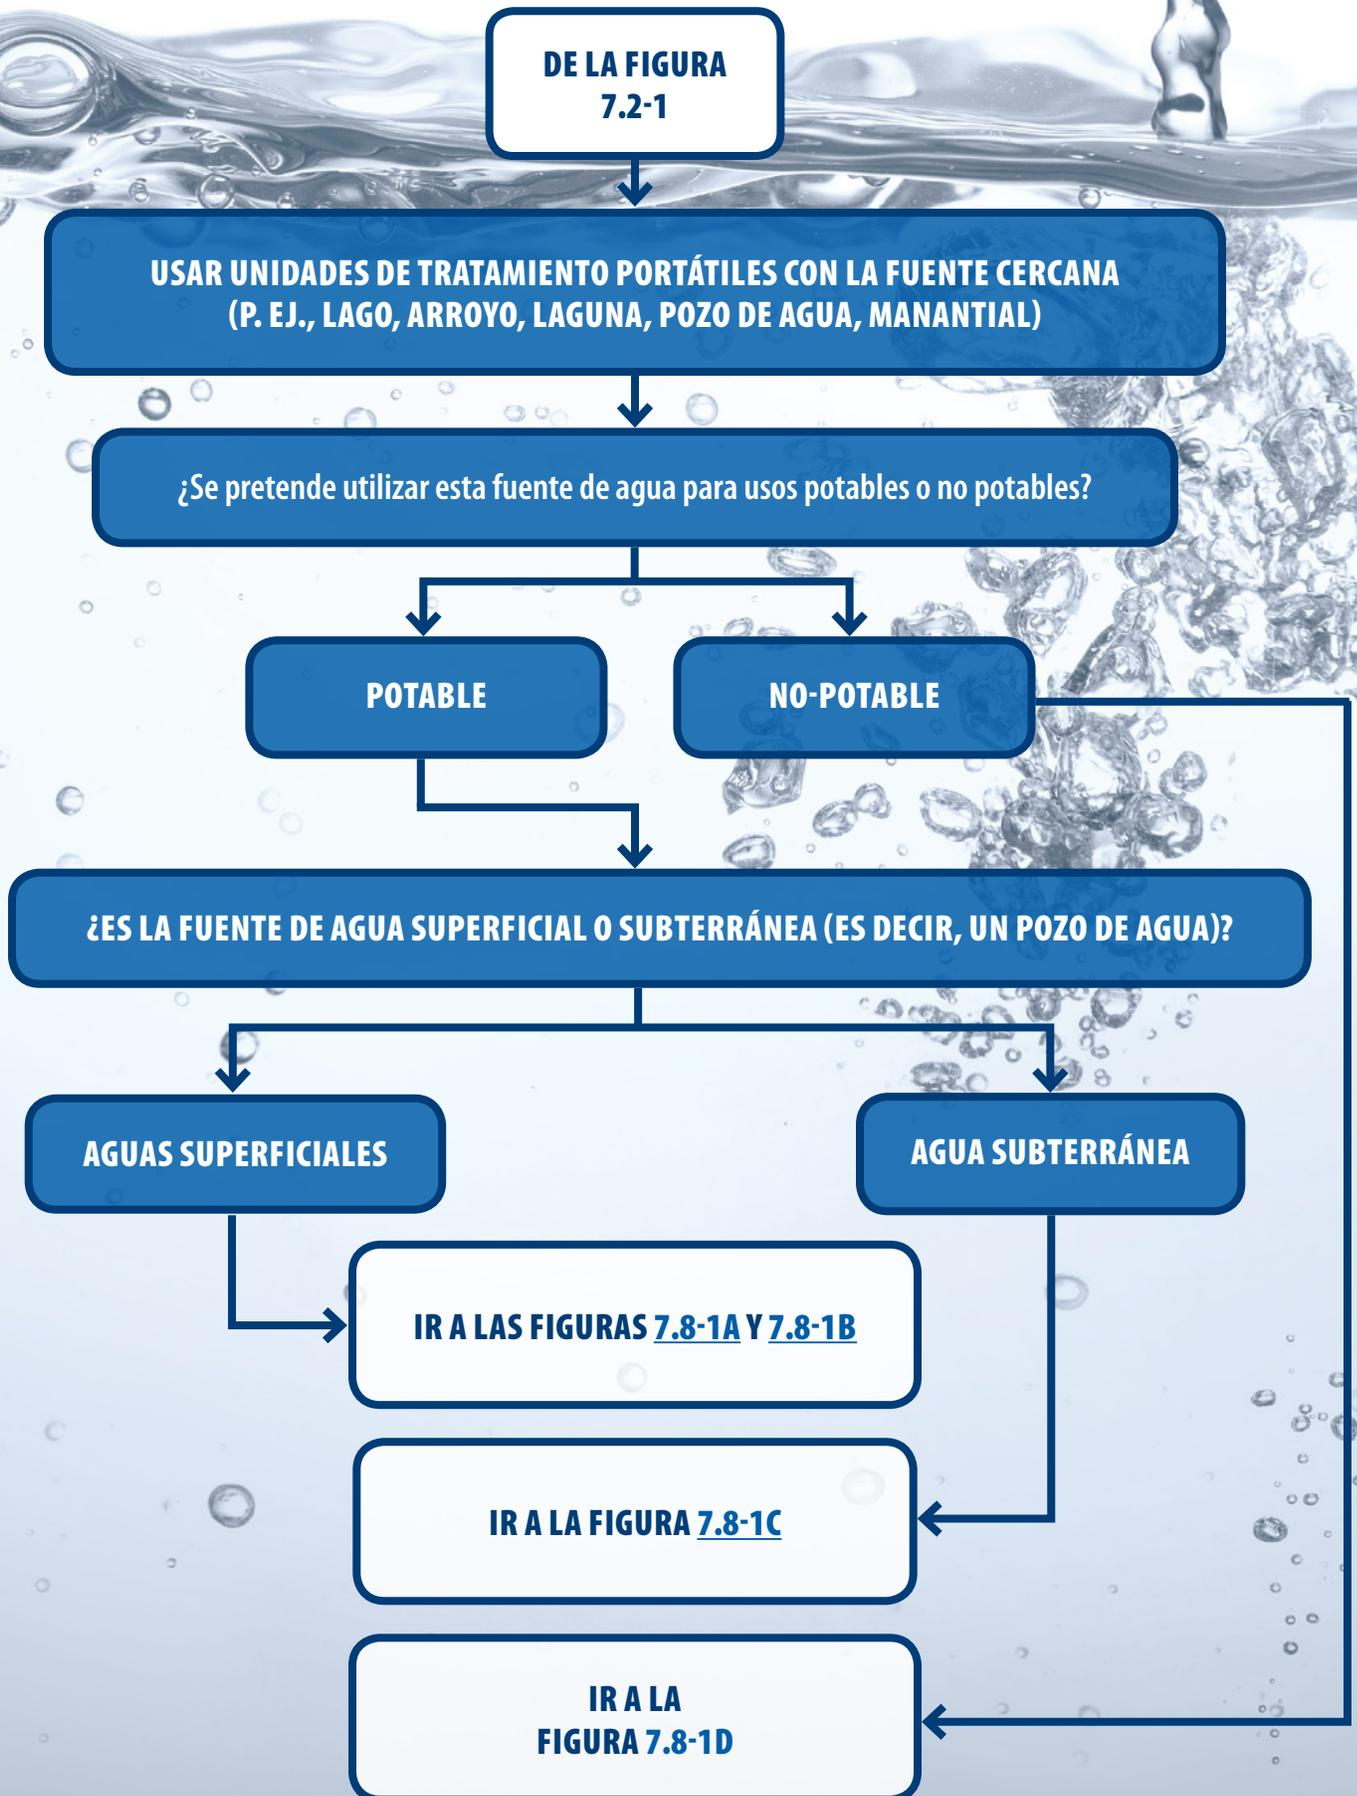 DE LA FIGURA
7.2-1
USAR UNIDADES DE TRATAMIENTO PORTÁTILES CON LA FUENTE CERCANA
(P. EJ., LAGO, ARROYO, LAGUNA, POZO DE AGUA, MANANTIAL)
¿Se pretende utilizar esta fuente de agua para usos potables o no potables?
POTABLE
NO-POTABLE
¿ES LA FUENTE DE AGUA SUPERFICIAL O SUBTERRÁNEA (ES DECIR, UN POZO DE AGUA)?
AGUAS SUPERFICIALES
AGUA SUBTERRÁNEA
IR A LAS FIGURAS 7.8-1A Y 7.8-1B
IR A LA FIGURA 7.8-1C
IR A LA
FIGURA 7.8-1D